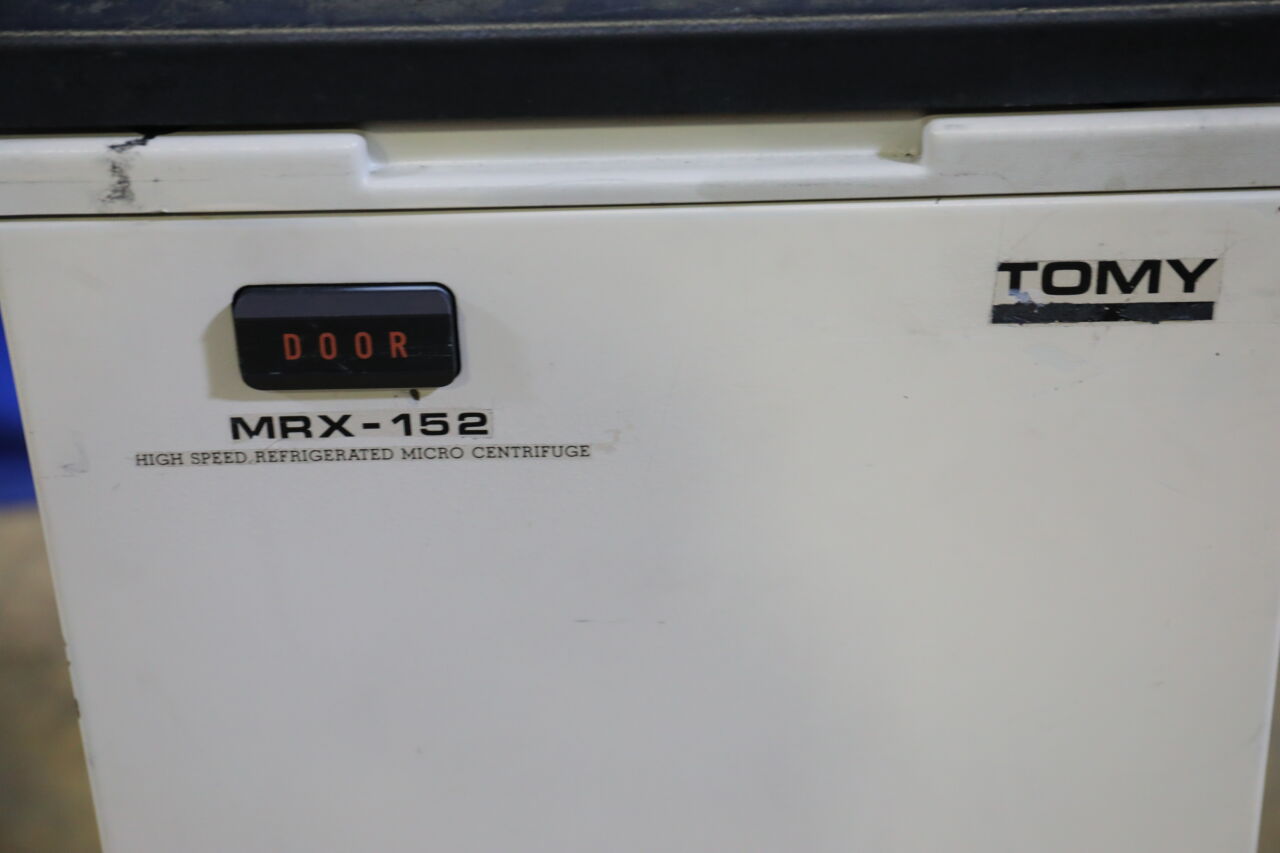 TOMY
DOOR
MRX-152
HIGH SPEED REFRIGERATED MICRO CENTRIFUGE